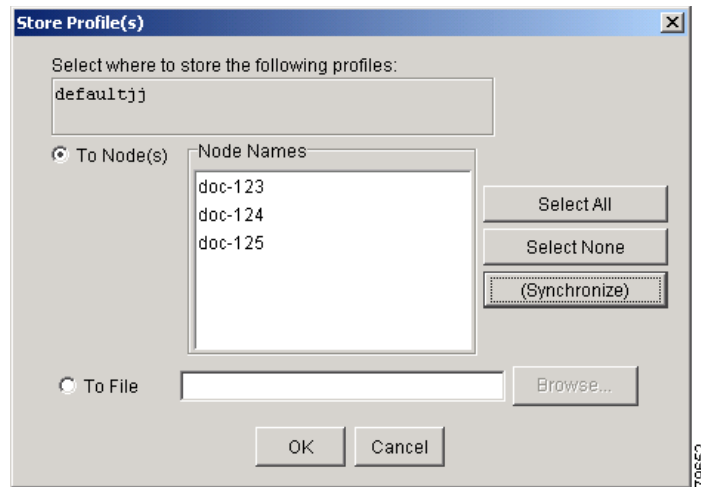 Store Profile(s)
Select where to store the following profiles:
defaultjj
To Node(s)
Node Names
doc-123
doc-124
doc-125
Select All
Select None
(Synchronize)
To File
Browse...
OK
Cancel
79652